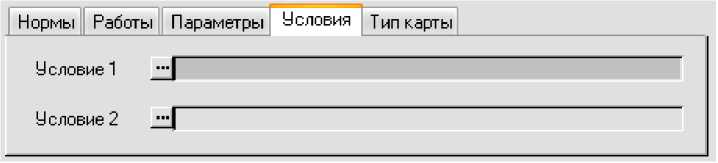 Нормы Работы Параметры Условия Тип карты
Условие 1 ...
Условие 2 ...